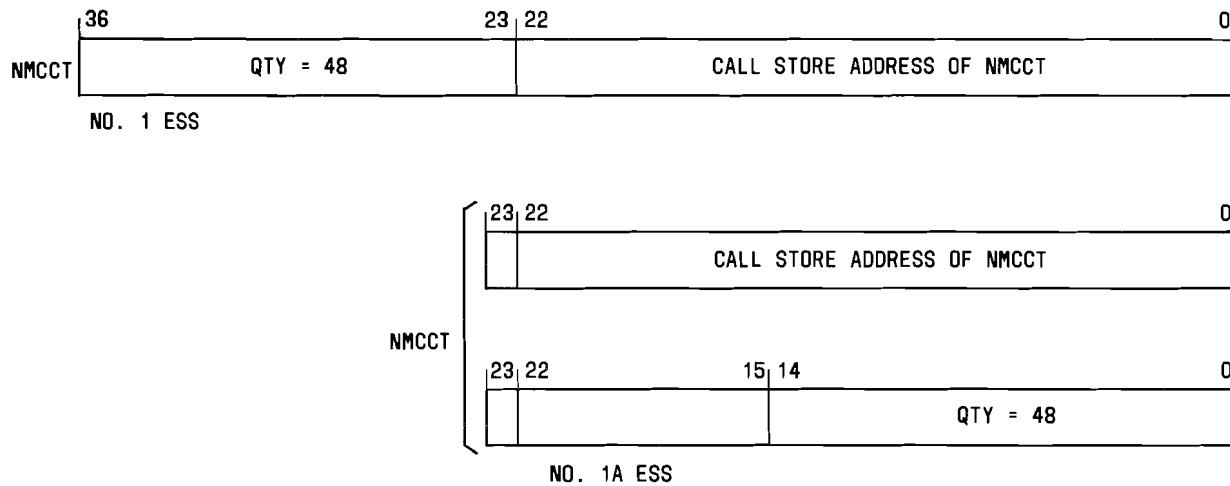 36 23 22 0
NMCCT QTY = 48 CALL STORE ADDRESS OF NMCCT
NO. 1 ESS
23 22 0
CALL STORE ADDRESS OF NMCCT
NMCCT
23 22 15 14 0
QTY = 48
NO. 1A ESS